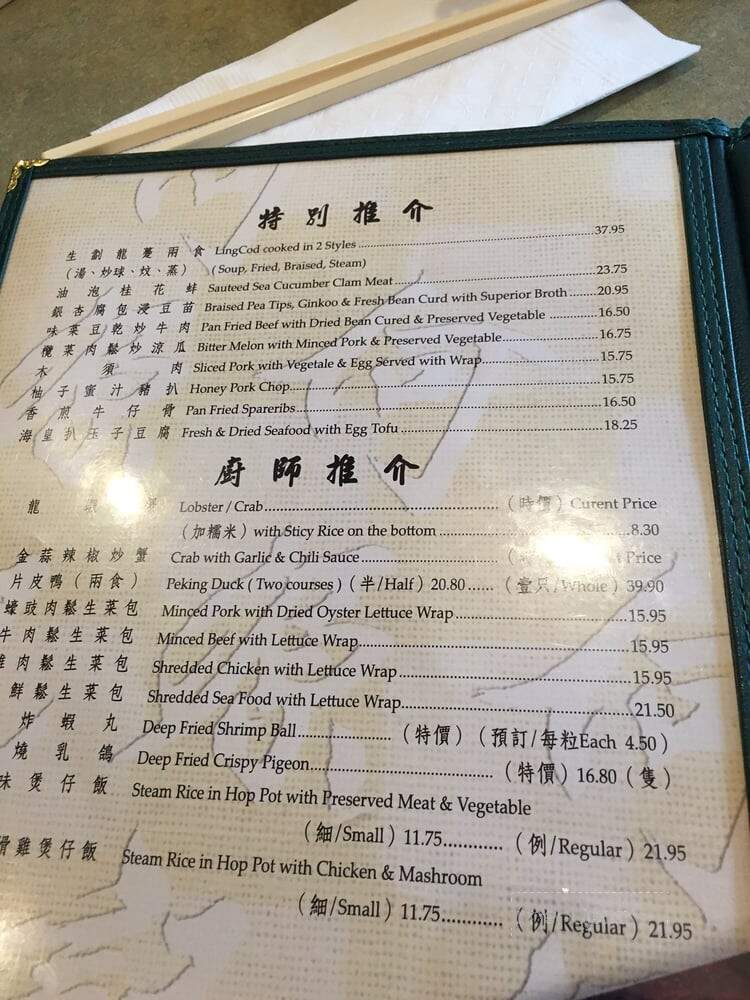 特別推介
生劏龍躉兩食 LingCod cooked in 2 Styles 37.95
(湯、炒球、炆、蒸) (Soup, Fried, Braised, Steam)
油泡桂花蚌 Sauteed Sea Cucumber Clam Meat 23.75
銀杏腐包浸豆苗 Braised Pea Tips, Ginkoo & Fresh Bean Curd with Superior Broth 20.95
味菜豆乾炒牛肉 Pan Fried Beef with Dried Bean Cured & Preserved Vegetable 16.50
欖菜肉鬆炒涼瓜 Bitter Melon with Minced Pork & Preserved Vegetable 16.75
木須肉 Sliced Pork with Vegetale & Egg Served with Wrap 15.75
柚子蜜汁豬扒 Honey Pork Chop 15.75
香煎牛仔骨 Pan Fried Spareribs 16.50
海皇扒玉子豆腐 Fresh & Dried Seafood with Egg Tofu 18.25
廚師推介
龍 Lobster / Crab (時價) Curent Price
(加糯米) with Sticy Rice on the bottom 8.30
金蒜辣椒炒蟹 Crab with Garlic & Chili Sauce Price
片皮鴨(兩食) Peking Duck ( Two courses ) (半/Half) 20.80 (壹只/Whole) 39.90
蠔豉肉鬆生菜包 Minced Pork with Dried Oyster Lettuce Wrap 15.95
牛肉鬆生菜包 Minced Beef with Lettuce Wrap 15.95
肉鬆生菜包 Shredded Chicken with Lettuce Wrap 15.95
鮮鬆生菜包 Shredded Sea Food with Lettuce Wrap 21.50
炸蝦丸 Deep Fried Shrimp Ball (特價) (預訂/每粒Each 4.50)
燒乳鴿 Deep Fried Crispy Pigeon (特價) 16.80 (隻)
味煲仔飯 Steam Rice in Hop Pot with Preserved Meat & Vegetable
(細/Small) 11.75 (例/Regular) 21.95
滑雞煲仔飯 Steam Rice in Hop Pot with Chicken & Mashroom
(細/Small) 11.75 (例/Regular) 21.95